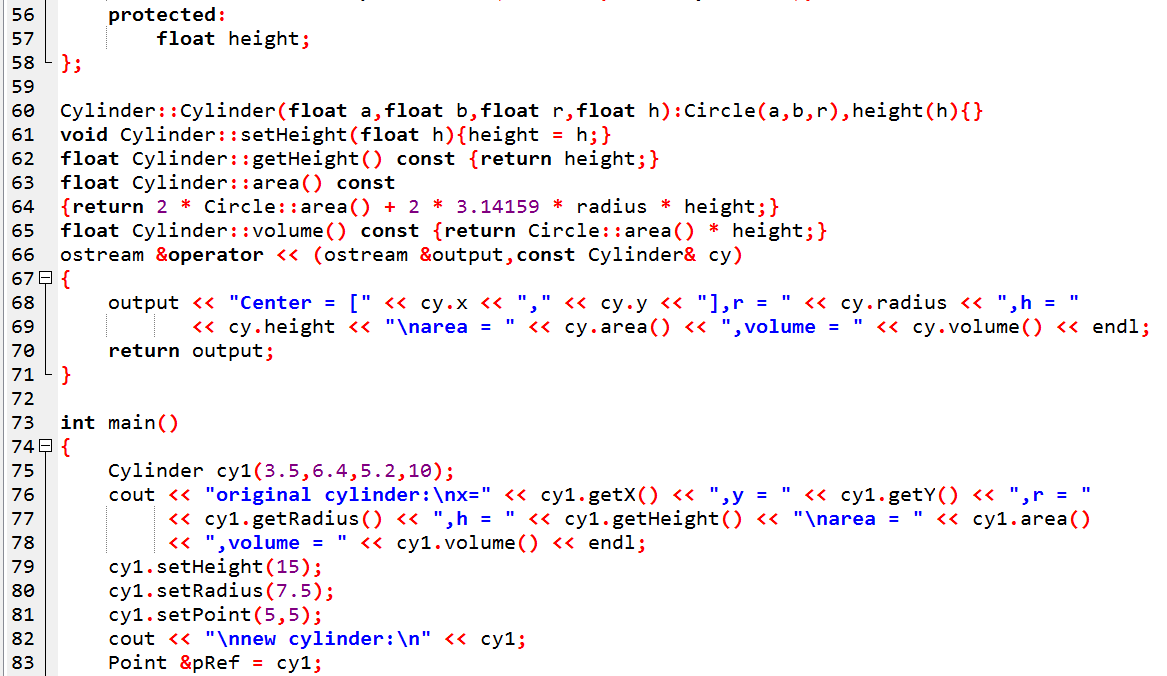 56 protected:
57 float height;
58 };
59
60 Cylinder::Cylinder(float a,float b,float r,float h):Circle(a,b,r),height(h){}
61 void Cylinder::setHeight(float h){height = h;}
62 float Cylinder::getHeight() const {return height;}
63 float Cylinder::area() const
64 {return 2 * Circle::area() + 2 * 3.14159 * radius * height;}
65 float Cylinder::volume() const {return Circle::area() * height;}
66 ostream &operator << (ostream &output,const Cylinder& cy)
67 {
68 output << "Center = [" << cy.x << "," << cy.y << "],r = " << cy.radius << ",h = "
69 << cy.height << "\narea = " << cy.area() << ",volume = " << cy.volume() << endl;
70 return output;
71 }
72
73 int main()
74 {
75 Cylinder cy1(3.5,6.4,5.2,10);
76 cout << "original cylinder:\nx=" << cy1.getX() << ",y = " << cy1.getY() << ",r = "
77 << cy1.getRadius() << ",h = " << cy1.getHeight() << "\narea = " << cy1.area()
78 << ",volume = " << cy1.volume() << endl;
79 cy1.setHeight(15);
80 cy1.setRadius(7.5);
81 cy1.setPoint(5,5);
82 cout << "\nnew cylinder:\n" << cy1;
83 Point &pRef = cy1;